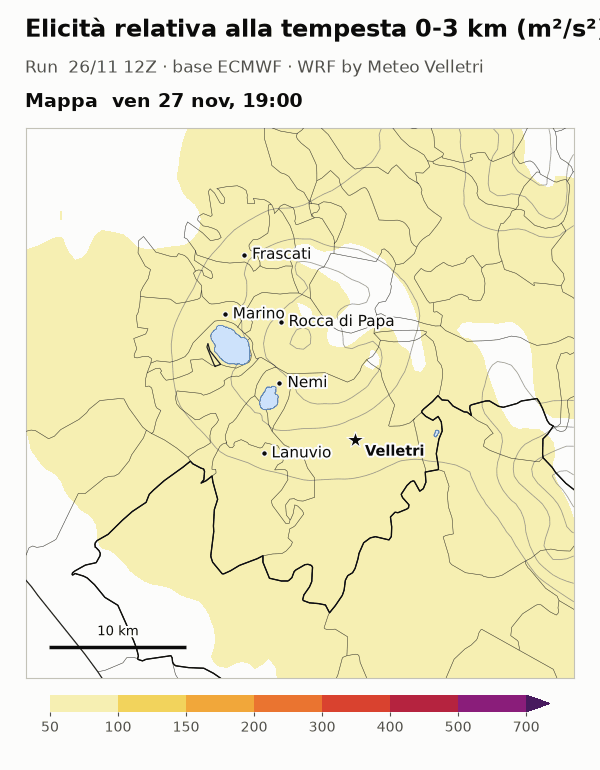 Elicità relativa alla tempesta 0-3 km (m²/s²)
Run 26/11 12Z · base ECMWF · WRF by Meteo Velletri
Mappa ven 27 nov, 19:00
Frascati
Marino
Rocca di Papa
Nemi
Velletri
Lanuvio
10 km
50 100 150 200 300 400 500 700